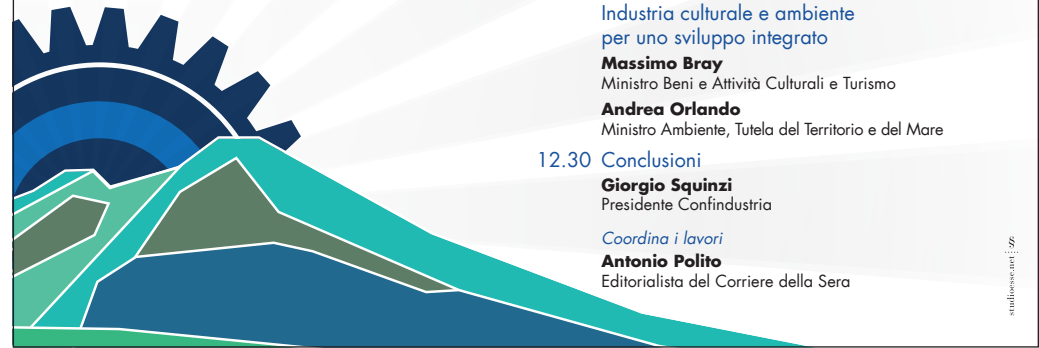 Industria culturale e ambiente
per uno sviluppo integrato
Massimo Bray
Ministro Beni e Attività Culturali e Turismo
Andrea Orlando
Ministro Ambiente, Tutela del Territorio e del Mare
12.30 Conclusioni
Giorgio Squinzi
Presidente Confindustria
Coordina i lavori
Antonio Polito
Editorialista del Corriere della Sera
studioesse.net